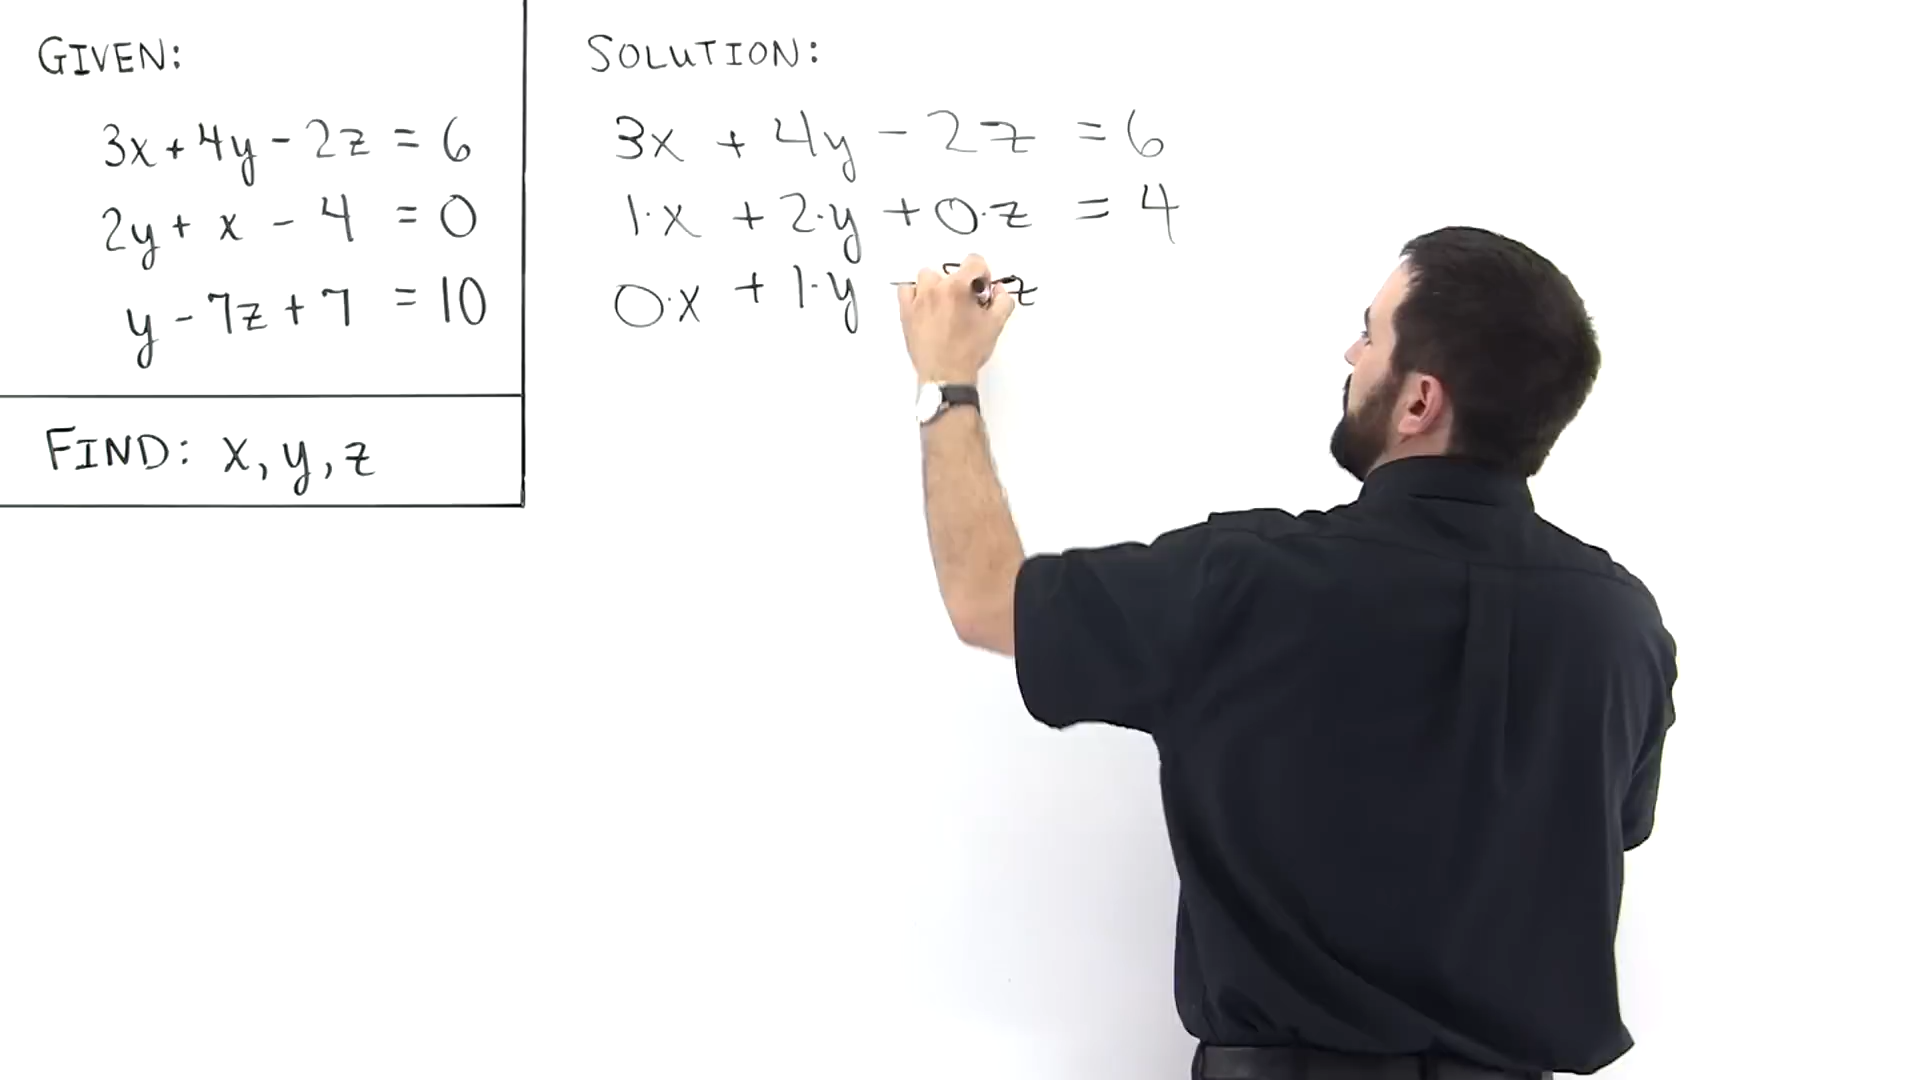 GIVEN:
3x + 4y - 2z = 6
2y + x - 4 = 0
y - 7z + 7 = 10
FIND: x, y, z
SOLUTION:
3x + 4y - 2z = 6
1·x + 2·y + 0·z = 4
0·x + 1·y - z